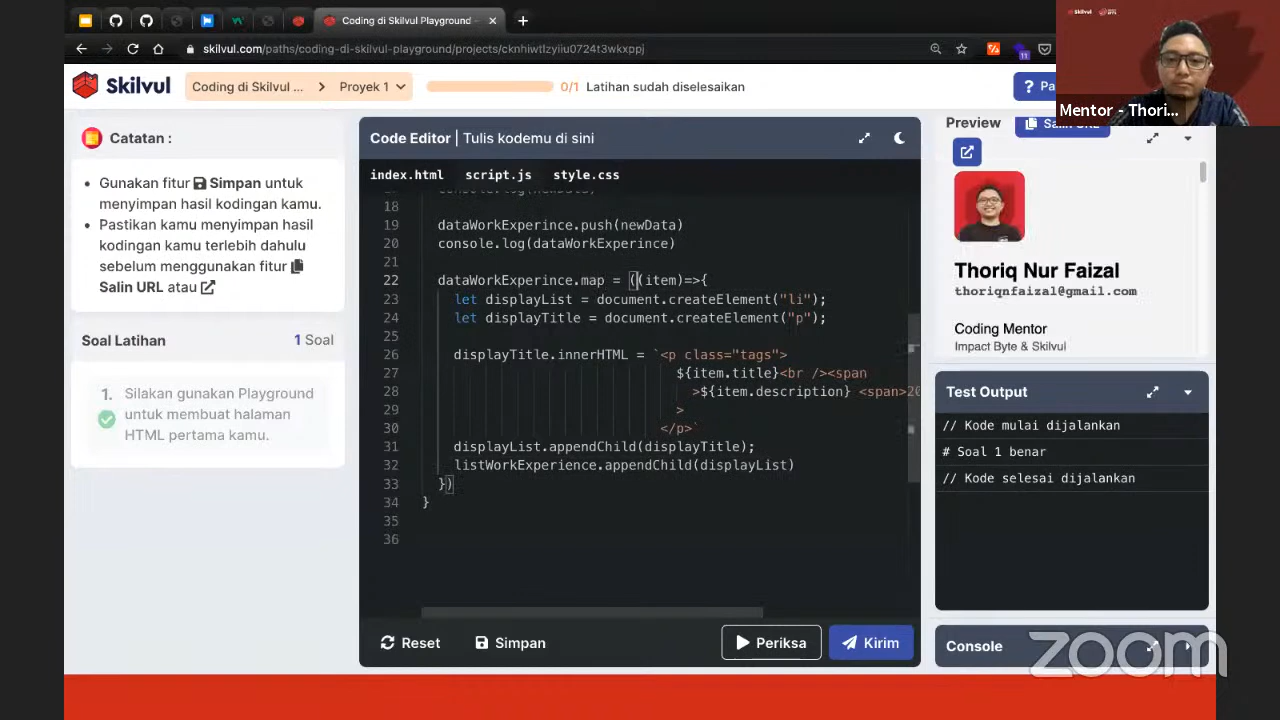 Coding di Skilvul Playground –
skilvul.com/paths/coding-di-skilvul-playground/projects/cknhiwtlzyiiu0724t3wkxppj
11
Skilvul
Coding di Skilvul ...
Proyek 1
0/1 Latihan sudah diselesaikan
? Pa
Mentor - Thori...
Catatan :
Gunakan fitur Simpan untuk
menyimpan hasil kodingan kamu.
Pastikan kamu menyimpan hasil
kodingan kamu terlebih dahulu
sebelum menggunakan fitur
Salin URL atau
Soal Latihan
1 Soal
1. Silakan gunakan Playground
untuk membuat halaman
HTML pertama kamu.
Code Editor | Tulis kodemu di sini
index.html script.js style.css
18
19 dataWorkExperince.push(newData)
20 console.log(dataWorkExperince)
21
22 dataWorkExperince.map = ((item)=>{
23 let displayList = document.createElement("li");
24 let displayTitle = document.createElement("p");
25
26 displayTitle.innerHTML = `<p class="tags">
27 ${item.title}<br /><span
28 >${item.description} <span>20
29 >
30 </p>`
31 displayList.appendChild(displayTitle);
32 listWorkExperience.appendChild(displayList)
33 })
34 }
35
36
Reset
Simpan
Periksa
Kirim
Preview
Salin URL
Thoriq Nur Faizal
thoriqnfaizal@gmail.com
Coding Mentor
Impact Byte & Skilvul
Test Output
// Kode mulai dijalankan
# Soal 1 benar
// Kode selesai dijalankan
Console
zoom